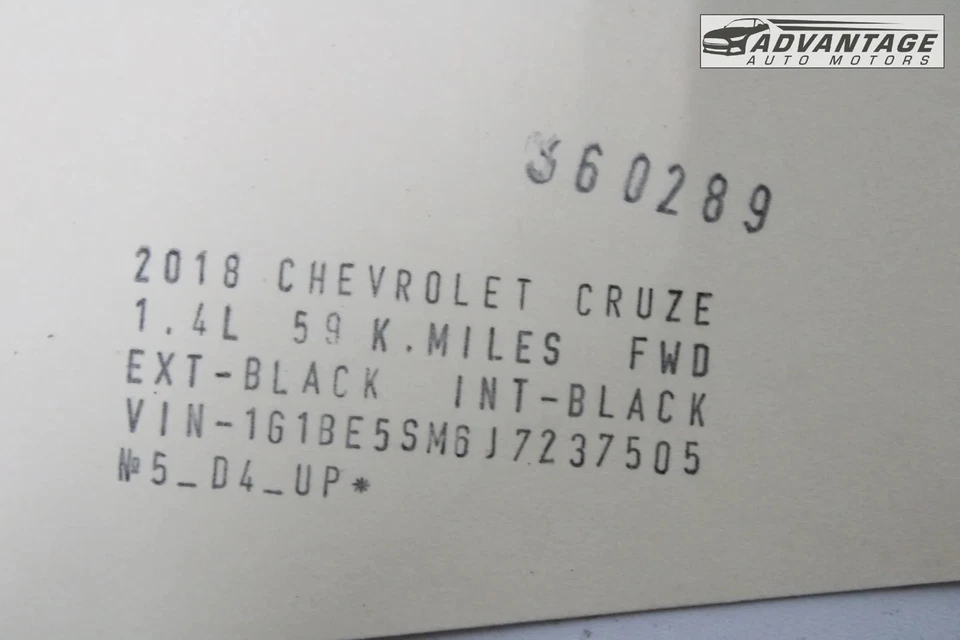 ADVANTAGE
AUTO MOTORS
360289
2018 CHEVROLET CRUZE
1.4L 59 K.MILES FWD
EXT-BLACK INT-BLACK
VIN-1G1BE5SM6J7237505
№5_D4_UP*